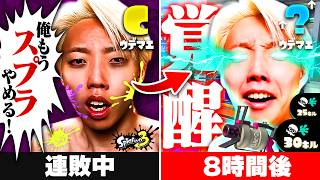 俺もう
スプラ
やめる!
ウデマエ
Splatoon3
連敗中
覚醒
?
ウデマエ
25キル
30キル
8時間後